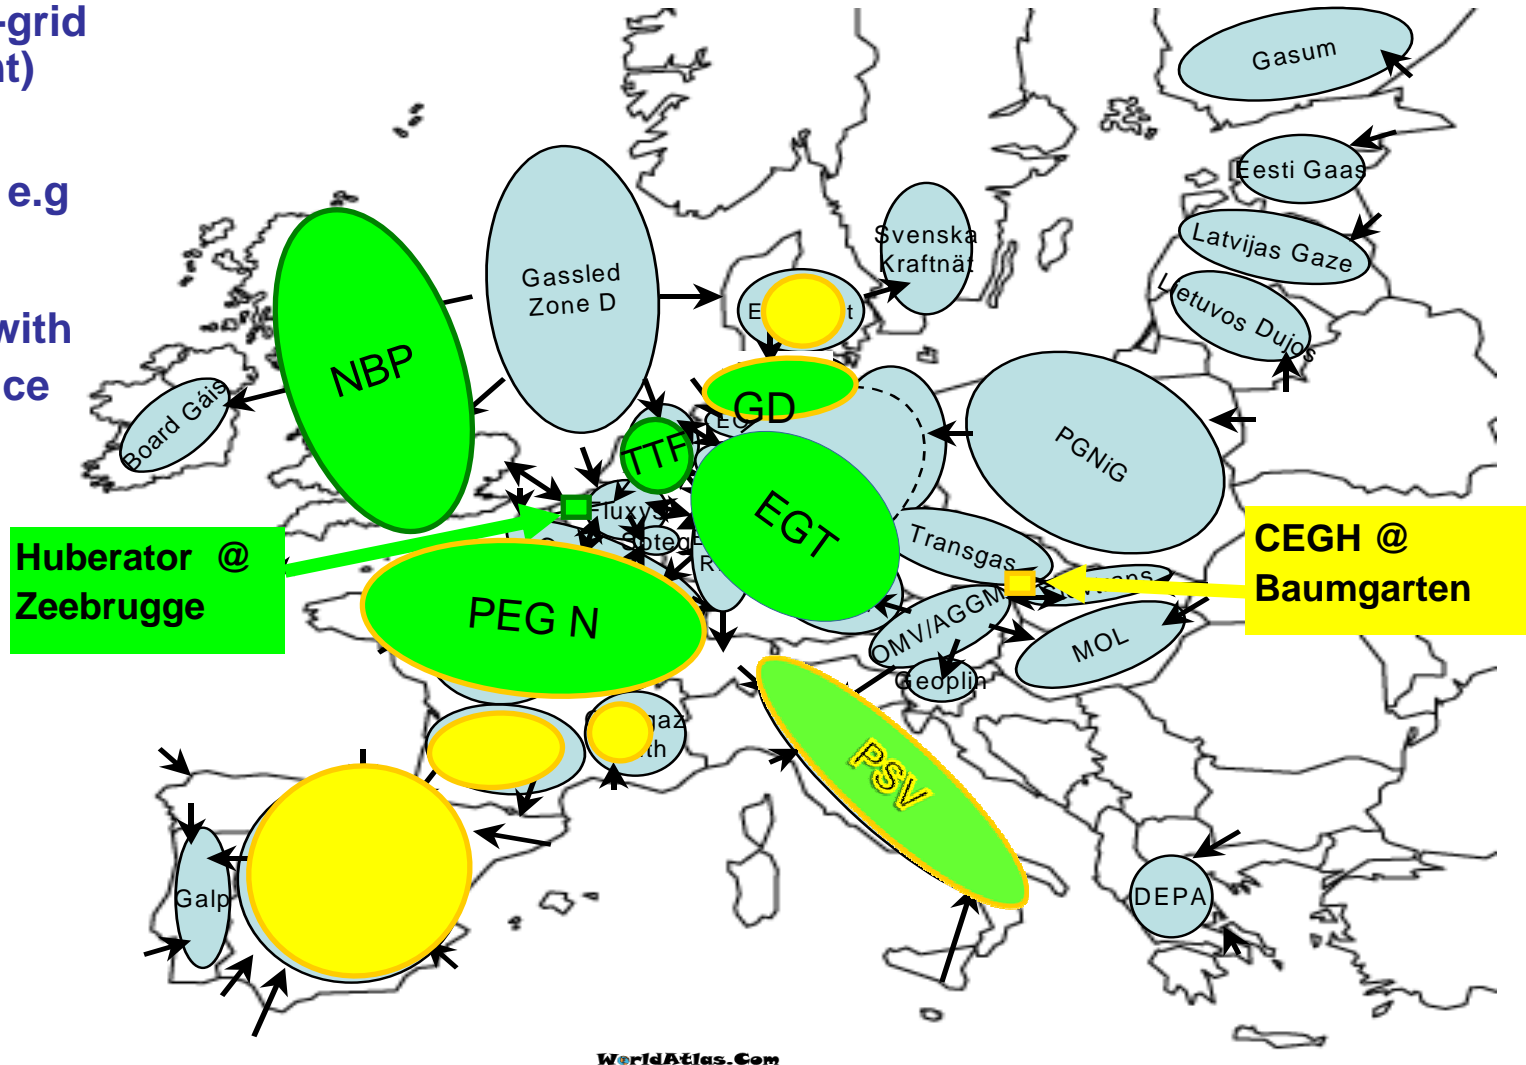 -grid
nt)
e.g
with
ce
Gasum
Eesti Gaas
Latvijas Gaze
Lietuvos Dujos
Svenska
Kraftnät
Gassled
Zone D
NBP
Board Gáis
GD
TTF
PGNiG
EGT
Fluxys
Transgas
Huberator @
Zeebrugge
CEGH @
Baumgarten
PEG N
OMV/AGGM
MOL
Geoplin
PSV
Galp
DEPA
WorldAtlas.Com